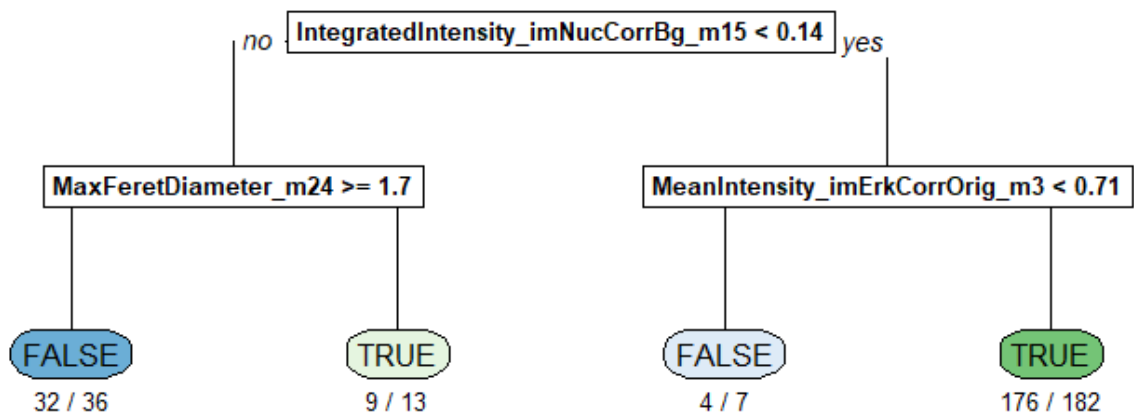 IntegratedIntensity_imNucCorrBg_m15 < 0.14
no
yes
MaxFeretDiameter_m24 >= 1.7
MeanIntensity_imErkCorrOrig_m3 < 0.71
FALSE
TRUE
FALSE
TRUE
32 / 36
9 / 13
4 / 7
176 / 182